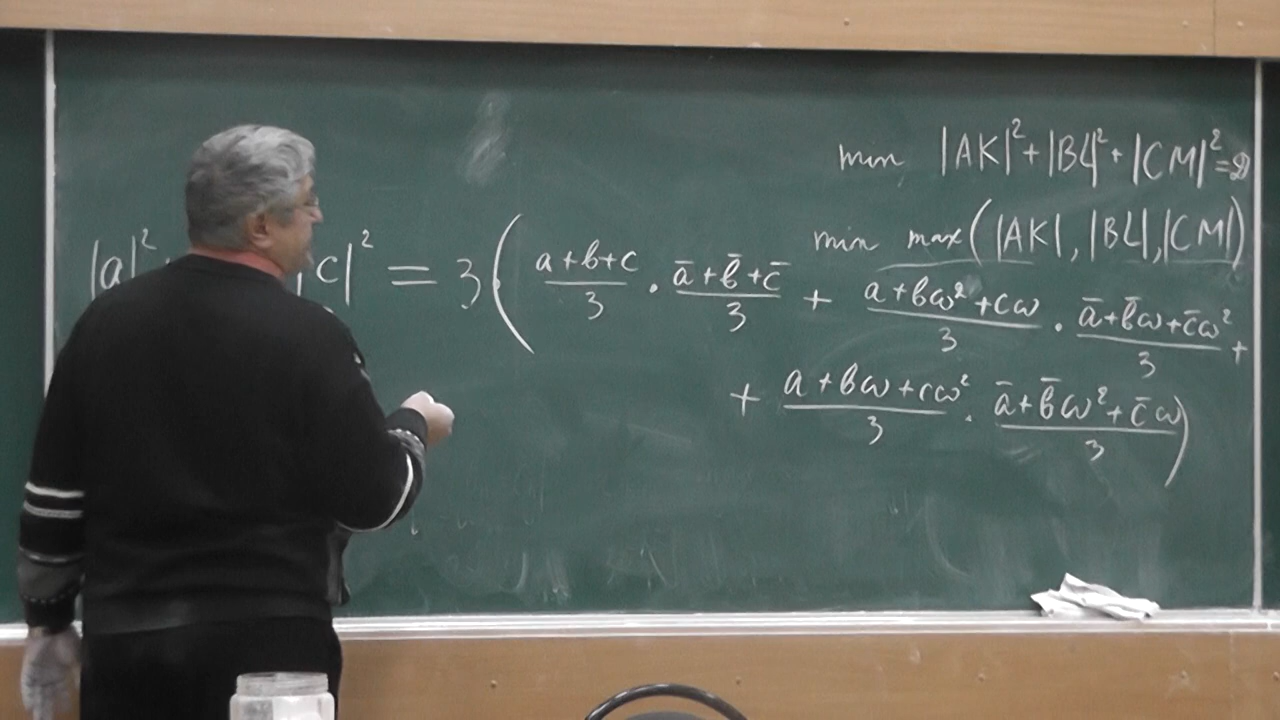 min |AK|² + |BL|² + |CM|² = D
min max(|AK|, |BL|, |CM|)
|a|² |c|² = 3( (a+b+c)/3 · (ā+b̄+c̄)/3 + (a+bω²+cω)/3 · (ā+b̄ω+c̄ω²)/3 +
+ (a+bω+cω²)/3 · (ā+b̄ω²+c̄ω)/3 )